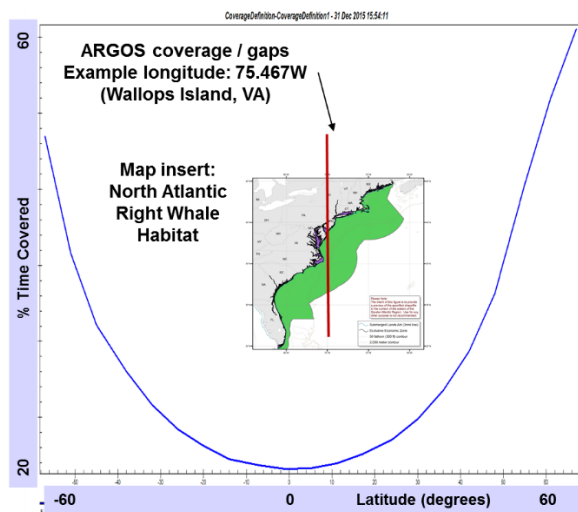 CoverageDefinition-CoverageDefinition1 - 31 Dec 2015 15:54:11
60
ARGOS coverage / gaps
Example longitude: 75.467W
(Wallops Island, VA)
Map insert:
North Atlantic
Right Whale
Habitat
% Time Covered
20
-60
0
Latitude (degrees)
60